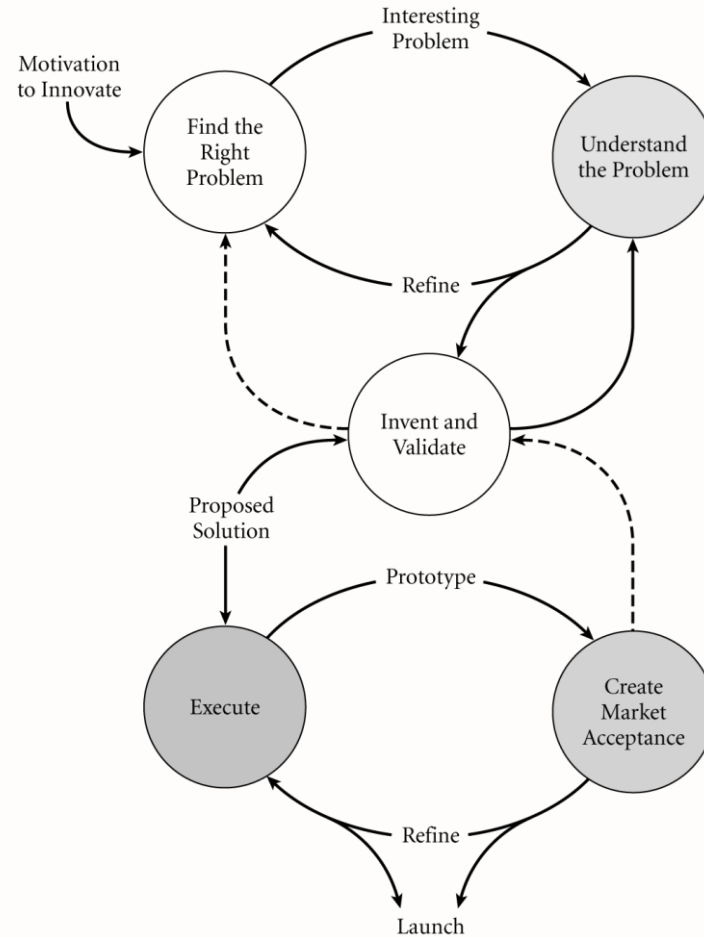 Interesting
Problem
Motivation
to Innovate
Find the
Right
Problem
Understand
the Problem
Refine
Invent and
Validate
Proposed
Solution
Prototype
Execute
Create
Market
Acceptance
Refine
Launch